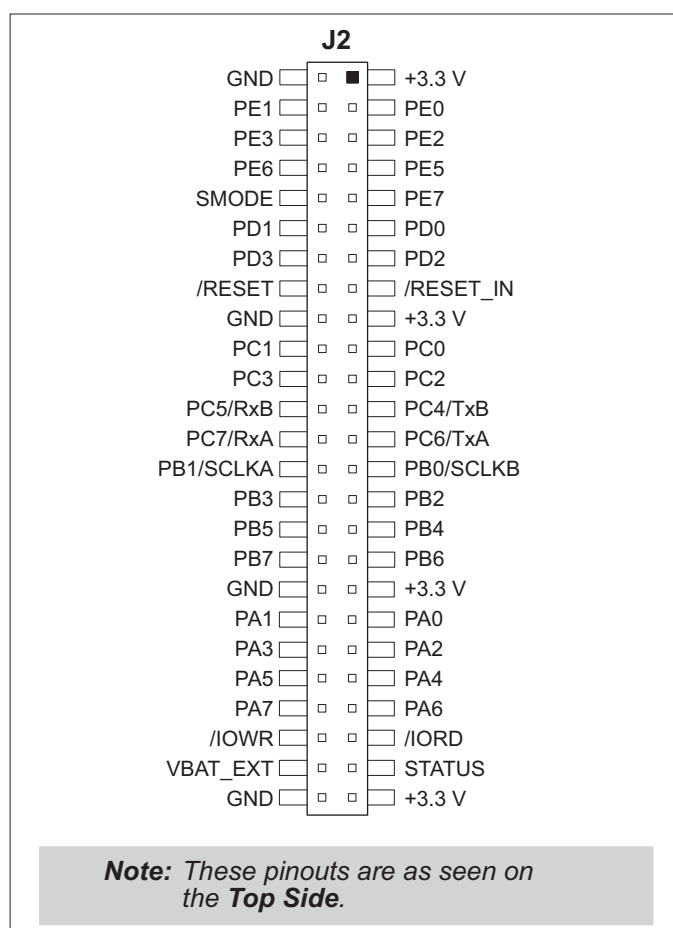 J2
GND +3.3 V
PE1 PE0
PE3 PE2
PE6 PE5
SMODE PE7
PD1 PD0
PD3 PD2
/RESET /RESET_IN
GND +3.3 V
PC1 PC0
PC3 PC2
PC5/RxB PC4/TxB
PC7/RxA PC6/TxA
PB1/SCLKA PB0/SCLKB
PB3 PB2
PB5 PB4
PB7 PB6
GND +3.3 V
PA1 PA0
PA3 PA2
PA5 PA4
PA7 PA6
/IOWR /IORD
VBAT_EXT STATUS
GND +3.3 V
Note: These pinouts are as seen on
the Top Side.